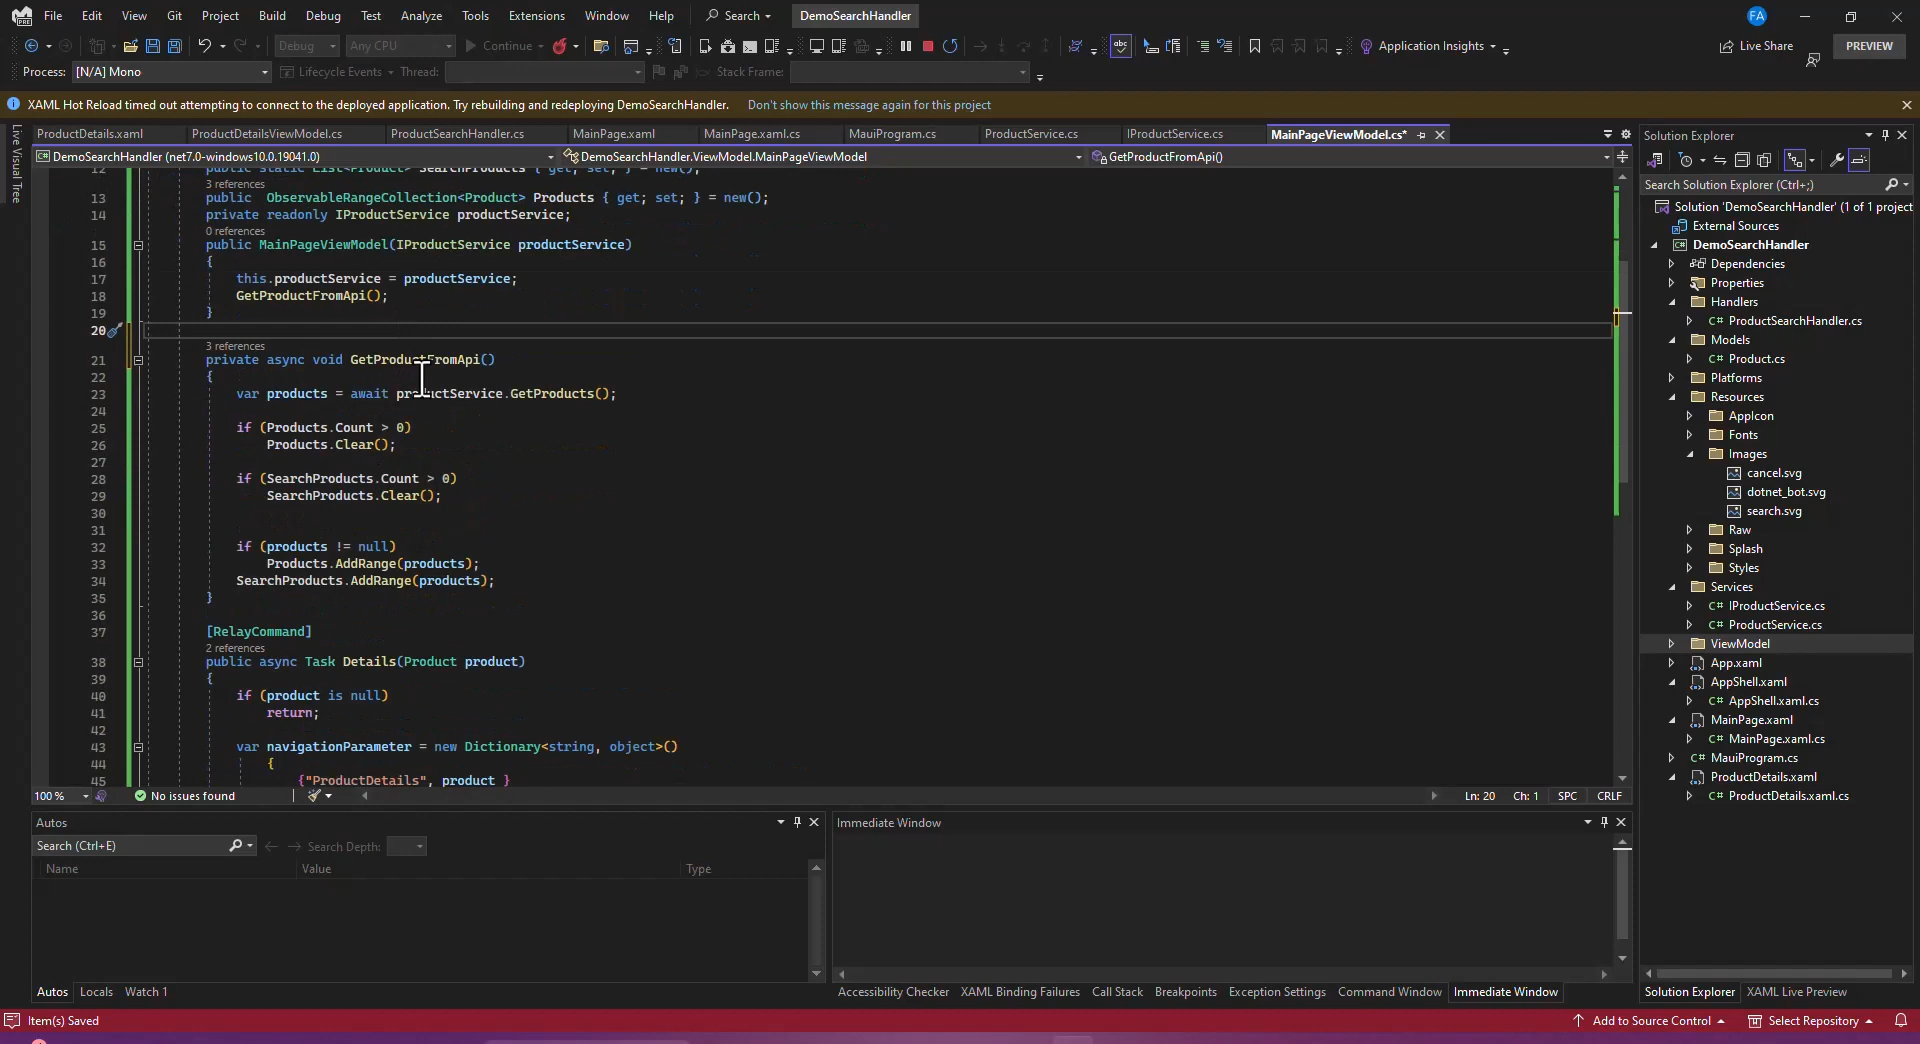 File Edit View Git Project Build Debug Test Analyze Tools Extensions Window Help Search DemoSearchHandler FA
Debug Any CPU Continue Application Insights Live Share PREVIEW
Process: [N/A] Mono Lifecycle Events Thread: Stack Frame:
XAML Hot Reload timed out attempting to connect to the deployed application. Try rebuilding and redeploying DemoSearchHandler. Don't show this message again for this project
Live Visual Tree
ProductDetails.xaml ProductDetailsViewModel.cs ProductSearchHandler.cs MainPage.xaml MainPage.xaml.cs MauiProgram.cs ProductService.cs IProductService.cs MainPageViewModel.cs*
DemoSearchHandler (net7.0-windows10.0.19041.0) DemoSearchHandler.ViewModel.MainPageViewModel GetProductFromApi()
12 public static List<Product> SearchProducts { get; set; } = new();
3 references
13 public ObservableRangeCollection<Product> Products { get; set; } = new();
14 private readonly IProductService productService;
0 references
15 public MainPageViewModel(IProductService productService)
16 {
17 this.productService = productService;
18 GetProductFromApi();
19 }
20
3 references
21 private async void GetProductFromApi()
22 {
23 var products = await productService.GetProducts();
24
25 if (Products.Count > 0)
26 Products.Clear();
27
28 if (SearchProducts.Count > 0)
29 SearchProducts.Clear();
30
31
32 if (products != null)
33 Products.AddRange(products);
34 SearchProducts.AddRange(products);
35 }
36
37 [RelayCommand]
2 references
38 public async Task Details(Product product)
39 {
40 if (product is null)
41 return;
42
43 var navigationParameter = new Dictionary<string, object>()
44 {
45 {"ProductDetails", product }
100 % No issues found Ln: 20 Ch: 1 SPC CRLF
Autos
Search (Ctrl+E) Search Depth:
Name Value Type
Autos Locals Watch 1
Immediate Window
Accessibility Checker XAML Binding Failures Call Stack Breakpoints Exception Settings Command Window Immediate Window
Solution Explorer
Search Solution Explorer (Ctrl+;)
Solution 'DemoSearchHandler' (1 of 1 project
External Sources
DemoSearchHandler
Dependencies
Properties
Handlers
C# ProductSearchHandler.cs
Models
C# Product.cs
Platforms
Resources
AppIcon
Fonts
Images
cancel.svg
dotnet_bot.svg
search.svg
Raw
Splash
Styles
Services
C# IProductService.cs
C# ProductService.cs
ViewModel
App.xaml
AppShell.xaml
C# AppShell.xaml.cs
MainPage.xaml
C# MainPage.xaml.cs
C# MauiProgram.cs
ProductDetails.xaml
C# ProductDetails.xaml.cs
Solution Explorer XAML Live Preview
Item(s) Saved Add to Source Control Select Repository